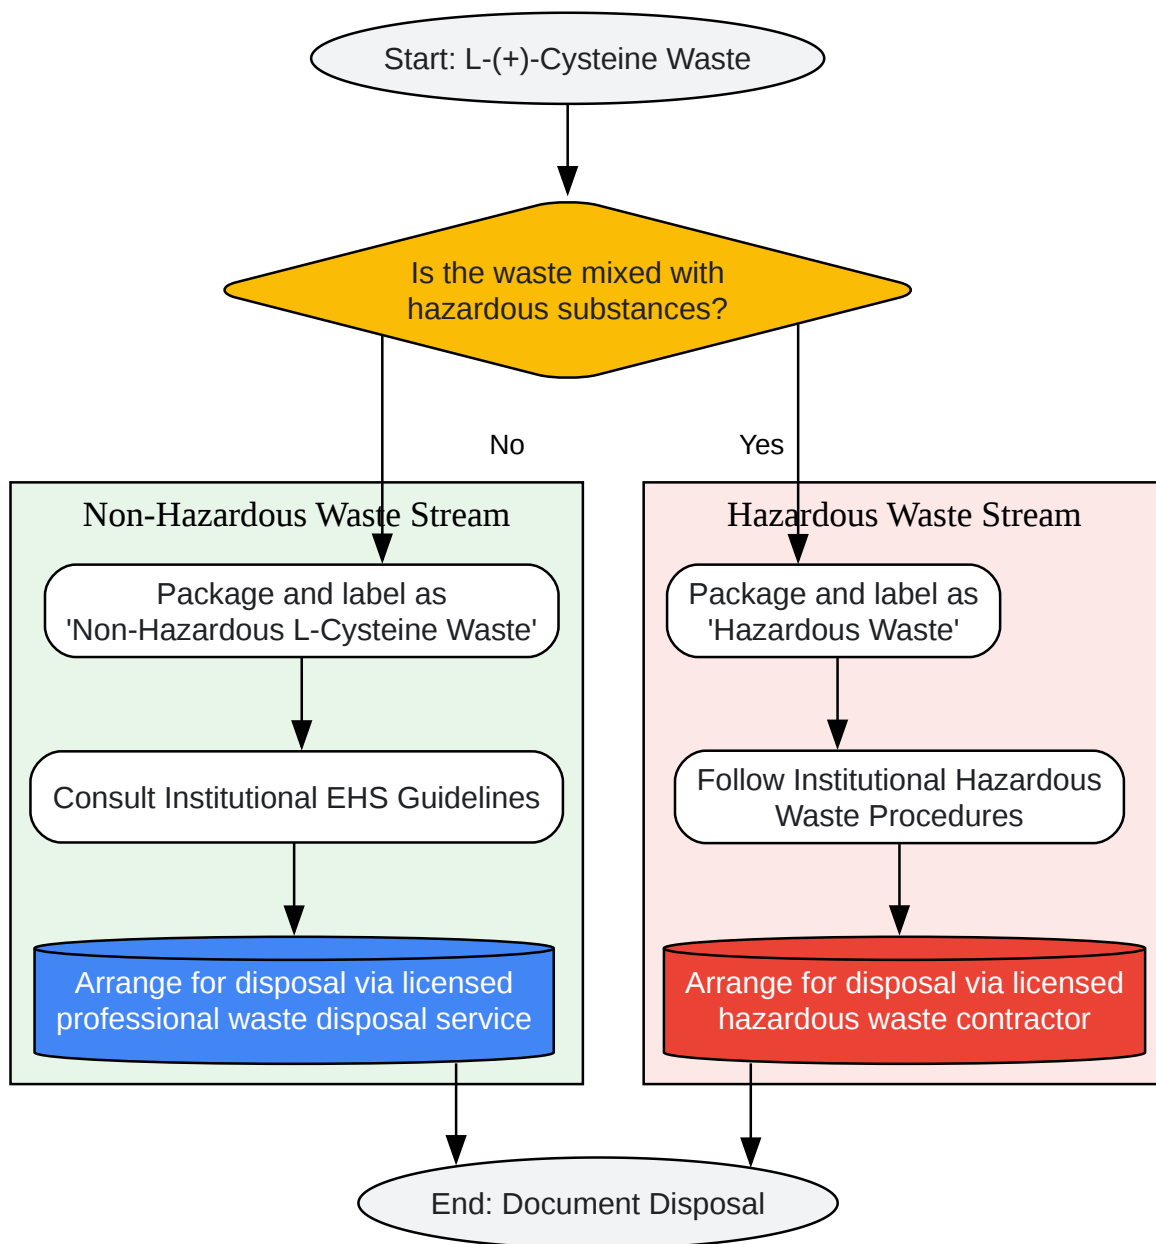 Start: L-(+)-Cysteine Waste
Is the waste mixed with
hazardous substances?
No
Yes
Non-Hazardous Waste Stream
Package and label as
'Non-Hazardous L-Cysteine Waste'
Consult Institutional EHS Guidelines
Arrange for disposal via licensed
professional waste disposal service
Hazardous Waste Stream
Package and label as
'Hazardous Waste'
Follow Institutional Hazardous
Waste Procedures
Arrange for disposal via licensed
hazardous waste contractor
End: Document Disposal